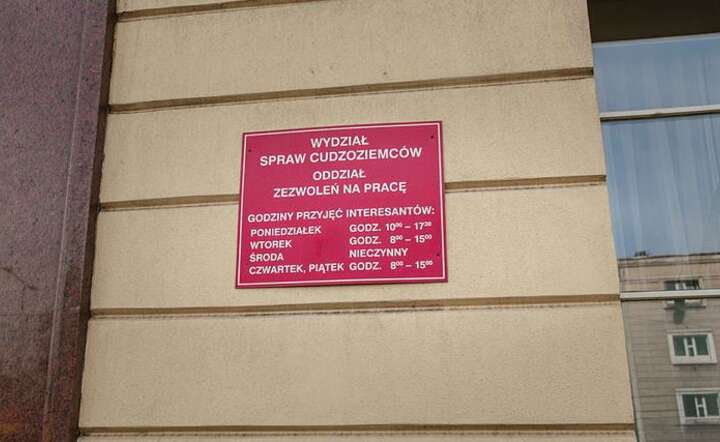 WYDZIAŁ
SPRAW CUDZOZIEMCÓW
ODDZIAŁ
ZEZWOLEŃ NA PRACĘ
GODZINY PRZYJĘĆ INTERESANTÓW:
PONIEDZIAŁEK GODZ. 10⁰⁰ – 17³⁰
WTOREK GODZ. 8⁰⁰ – 15⁰⁰
ŚRODA NIECZYNNY
CZWARTEK, PIĄTEK GODZ. 8⁰⁰ – 15⁰⁰